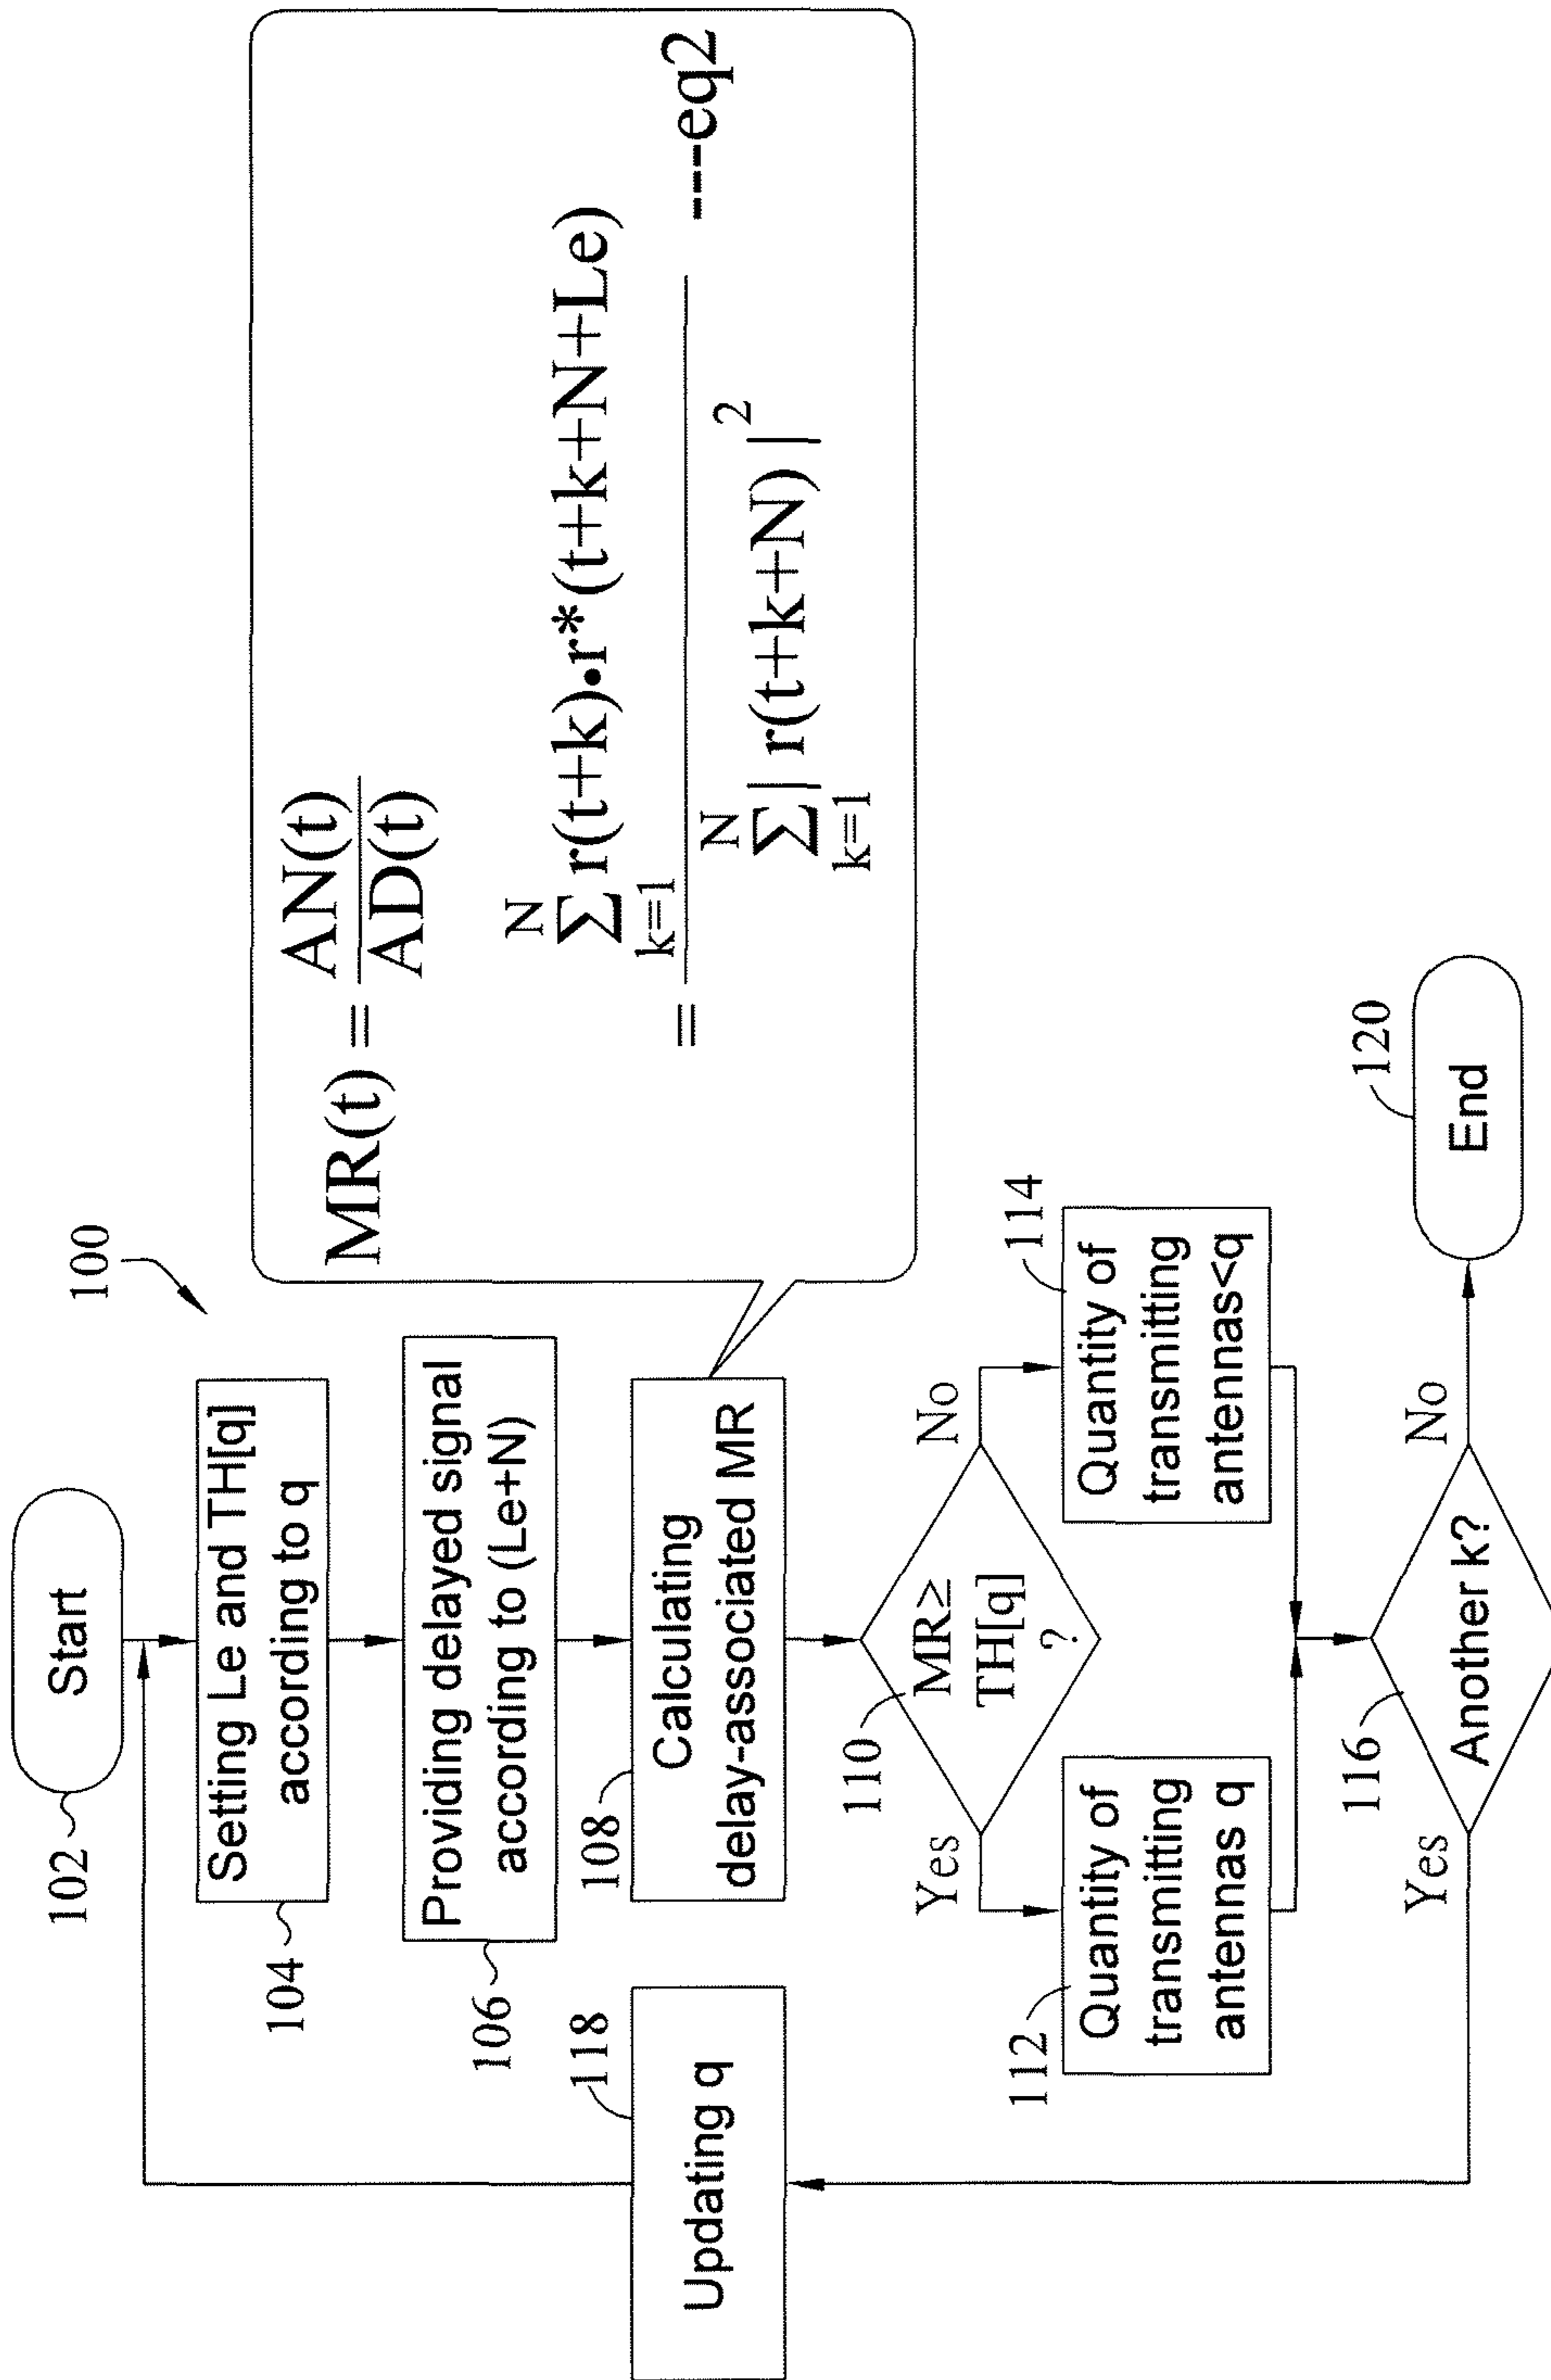 100
Start
102
Setting Le and TH[q]
according to q
104
Providing delayed signal
according to (Le+N)
106
Calculating
delay-associated MR
108
MR(t) = AN(t)
AD(t)
= N
∑ r(t+k)•r*(t+k+N+Le)
k=1
N
∑| r(t+k+N) |²
k=1
---eq2
MR≥
TH[q]
?
110
Yes
No
Quantity of
transmitting
antennas q
112
Quantity of
transmitting
antennas<q
114
Another k?
116
Yes
No
Updating q
118
End
120